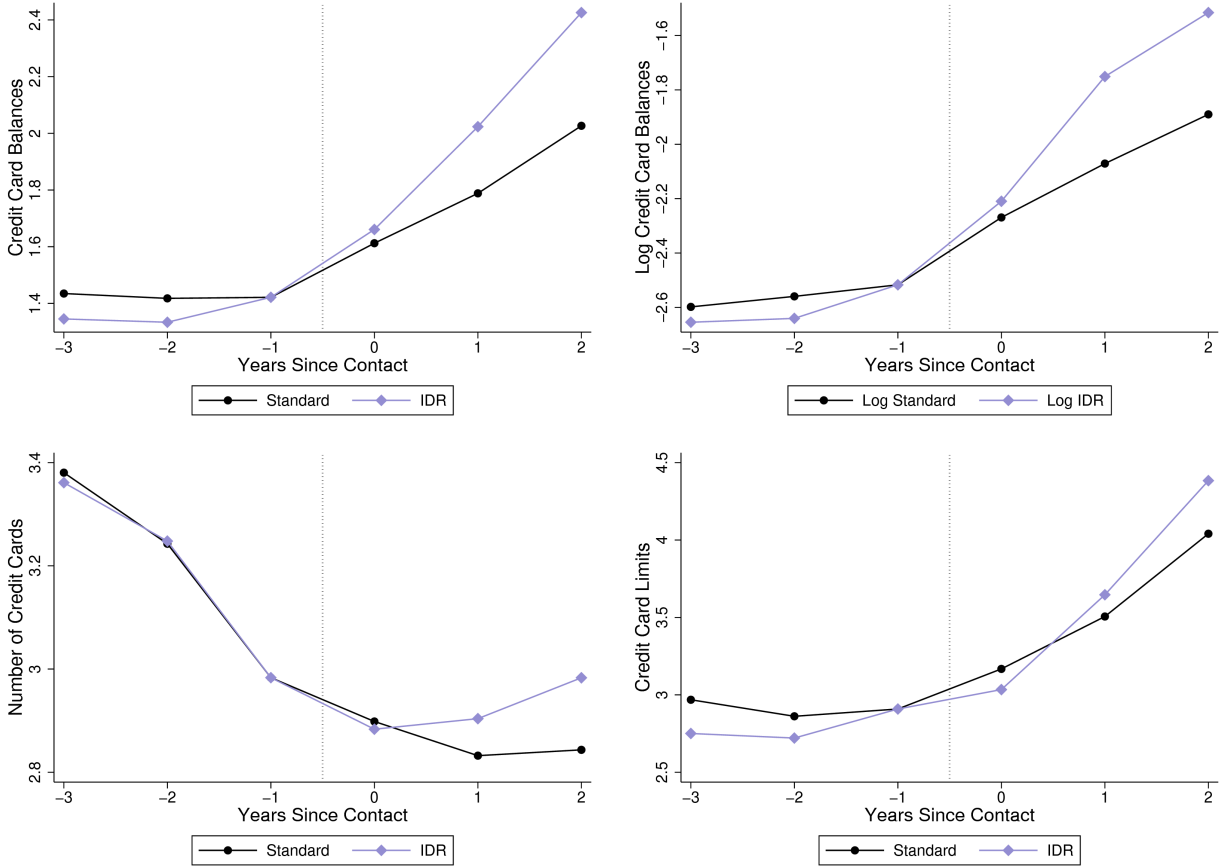 Credit Card Balances
2.4
2.2
2
1.8
1.6
1.4
−3 −2 −1 0 1 2
Years Since Contact
Standard IDR
Log Credit Card Balances
−1.6
−1.8
−2
−2.2
−2.4
−2.6
−3 −2 −1 0 1 2
Years Since Contact
Log Standard Log IDR
Number of Credit Cards
3.4
3.2
3
2.8
−3 −2 −1 0 1 2
Years Since Contact
Standard IDR
Credit Card Limits
4.5
4
3.5
3
2.5
−3 −2 −1 0 1 2
Years Since Contact
Standard IDR